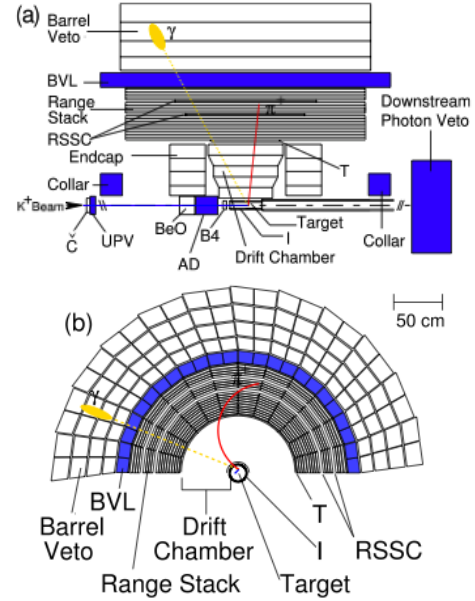 (a)
Barrel
Veto
γ
BVL
Range
Stack
RSSC
π+
Downstream
Photon Veto
Endcap
T
Collar
K+Beam
Č
UPV
BeO
AD
B4
Target
I
Drift Chamber
Collar
50 cm
(b)
γ
π+
BVL
Barrel
Veto
Drift
Chamber
Range Stack
T
I
RSSC
Target